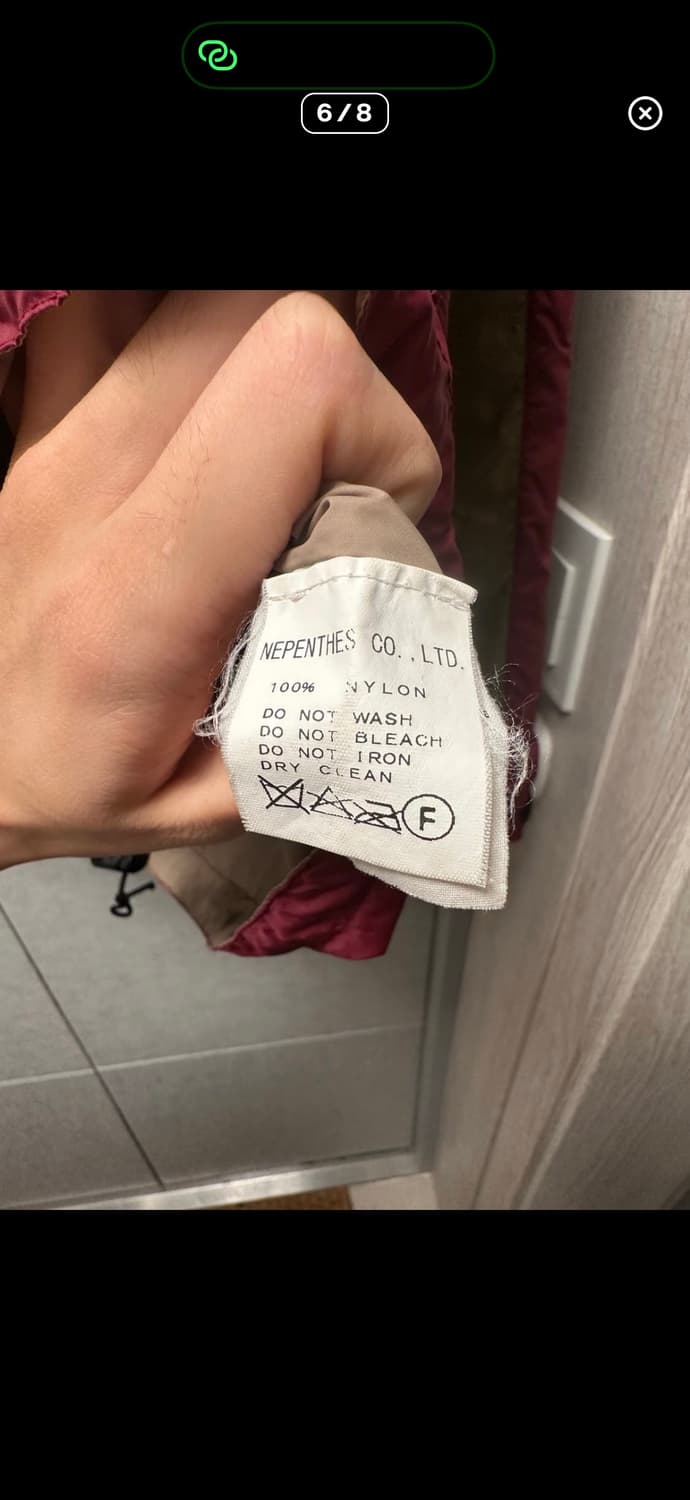 6/8
NEPENTHES CO.,LTD.
100% NYLON
DO NOT WASH
DO NOT BLEACH
DO NOT IRON
DRY CLEAN
F